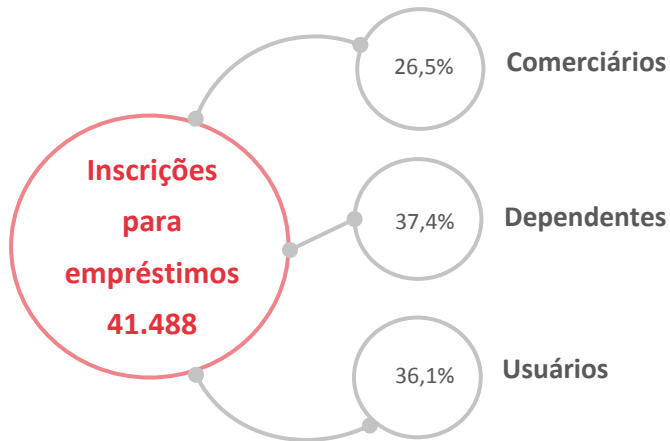 Inscrições
para
empréstimos
41.488
26,5%
Comerciários
37,4%
Dependentes
36,1%
Usuários